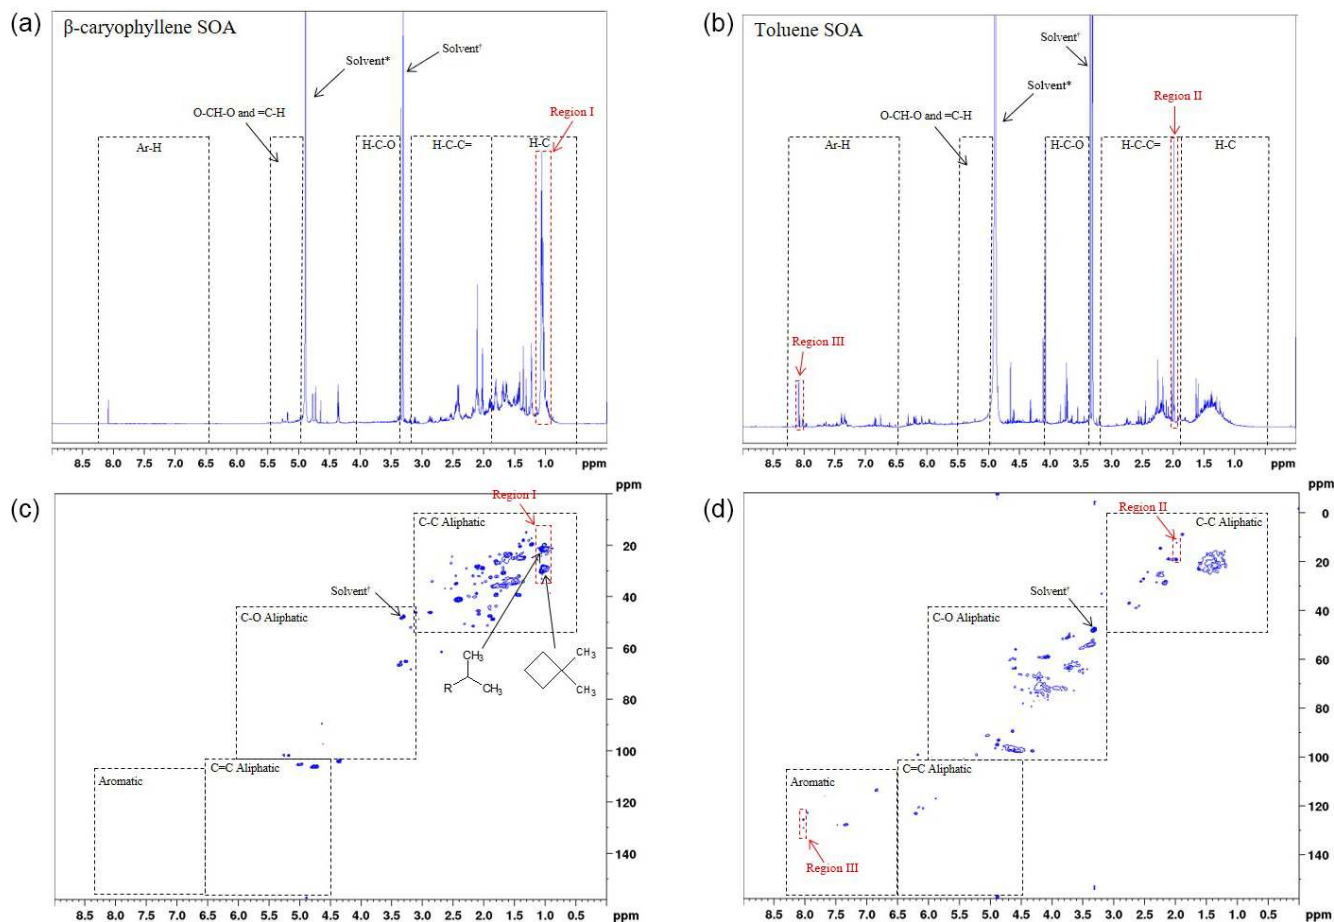 (a)
β-caryophyllene SOA
Solvent*
Solvent†
O-CH-O and =C-H
Region I
Ar-H
H-C-O
H-C-C=
H-C
8.0 7.5 7.0 6.5 6.0 5.5 5.0 4.5 4.0 3.5 3.0 2.5 2.0 1.5 1.0 ppm
(b)
Toluene SOA
Solvent†
Solvent*
O-CH-O and =C-H
Region II
Ar-H
H-C-O
H-C-C=
H-C
Region III
8.0 7.5 7.0 6.5 6.0 5.5 5.0 4.5 4.0 3.5 3.0 2.5 2.0 1.5 1.0 ppm
(c)
ppm
Region I
C-C Aliphatic
Solvent†
C-O Aliphatic
CH3
R
CH3
CH3
CH3
C=C Aliphatic
Aromatic
20
40
60
80
100
120
140
8.5 8.0 7.5 7.0 6.5 6.0 5.5 5.0 4.5 4.0 3.5 3.0 2.5 2.0 1.5 1.0 0.5 ppm
(d)
ppm
Region II
C-C Aliphatic
Solvent†
C-O Aliphatic
C=C Aliphatic
Aromatic
Region III
0
20
40
60
80
100
120
140
8.0 7.5 7.0 6.5 6.0 5.5 5.0 4.5 4.0 3.5 3.0 2.5 2.0 1.5 1.0 0.5 ppm